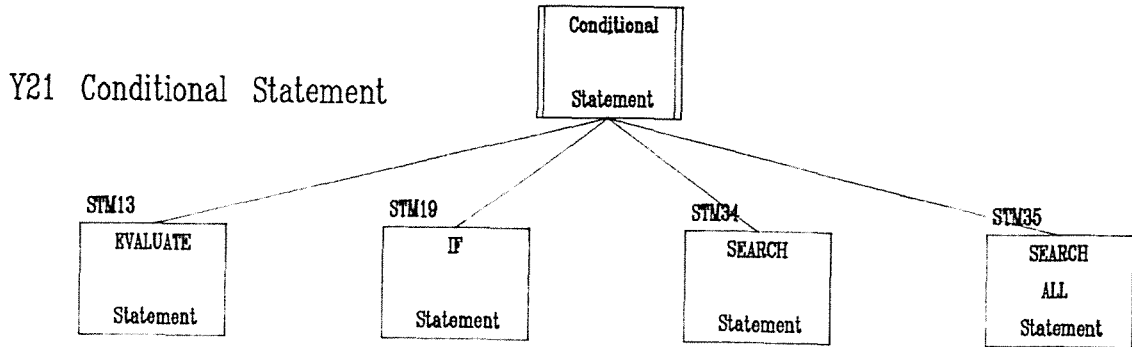 Conditional
Statement
Y21 Conditional Statement
STM13
EVALUATE
Statement
STM19
IF
Statement
STM34
SEARCH
Statement
STM35
SEARCH
ALL
Statement